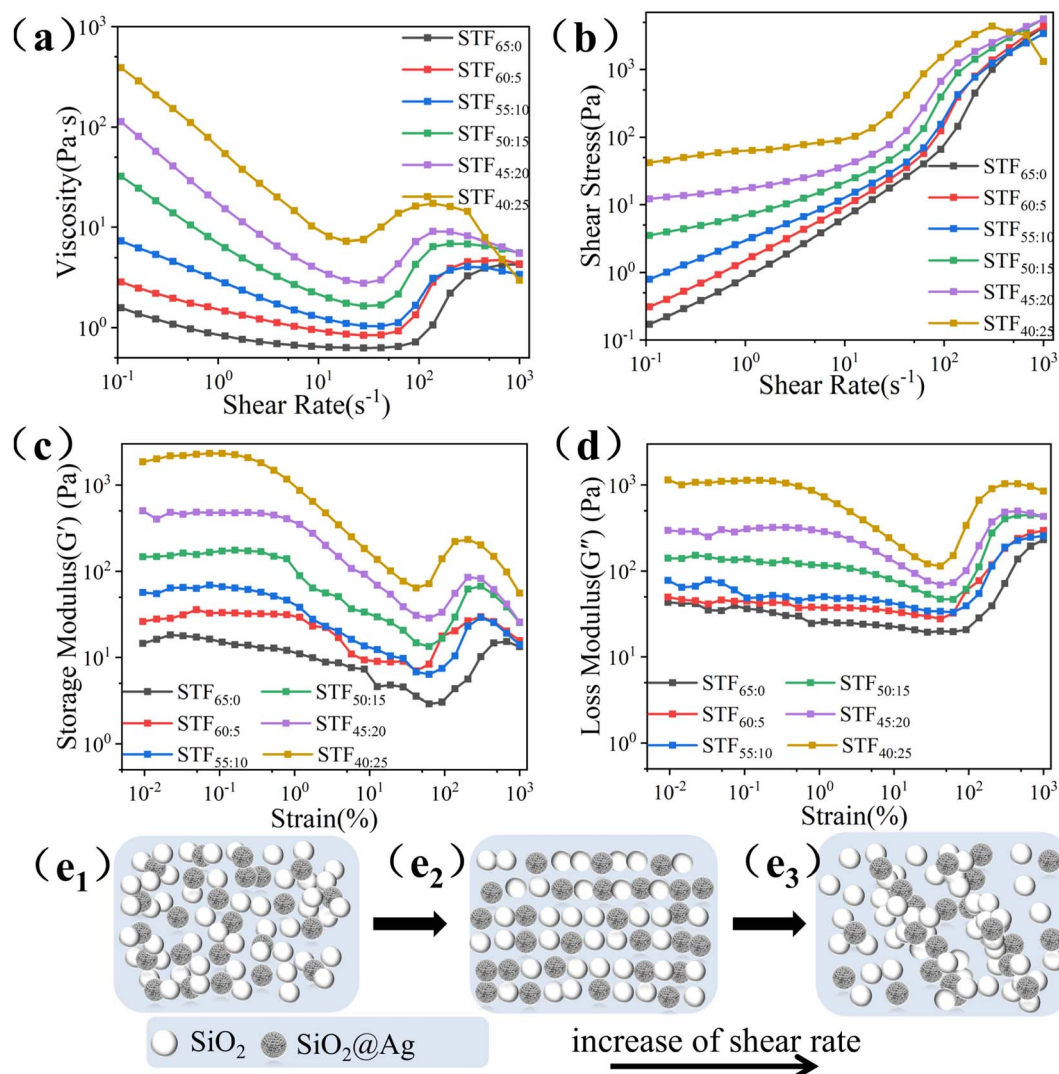 (a)
Viscosity(Pa·s)
10³
10²
10¹
10⁰
10⁻¹ 10⁰ 10¹ 10² 10³
Shear Rate(s⁻¹)
STF₆₅:₀
STF₆₀:₅
STF₅₅:₁₀
STF₅₀:₁₅
STF₄₅:₂₀
STF₄₀:₂₅
(b)
Shear Stress(Pa)
10³
10²
10¹
10⁰
10⁻¹
10⁻¹ 10⁰ 10¹ 10² 10³
Shear Rate(s⁻¹)
STF₆₅:₀
STF₆₀:₅
STF₅₅:₁₀
STF₅₀:₁₅
STF₄₅:₂₀
STF₄₀:₂₅
(c)
Storage Modulus(G′) (Pa)
10³
10²
10¹
10⁰
STF₆₅:₀ STF₅₀:₁₅
STF₆₀:₅ STF₄₅:₂₀
STF₅₅:₁₀ STF₄₀:₂₅
10⁻² 10⁻¹ 10⁰ 10¹ 10² 10³
Strain(%)
(d)
Loss Modulus(G″) (Pa)
10³
10²
10¹
10⁰
STF₆₅:₀ STF₅₀:₁₅
STF₆₀:₅ STF₄₅:₂₀
STF₅₅:₁₀ STF₄₀:₂₅
10⁻² 10⁻¹ 10⁰ 10¹ 10² 10³
Strain(%)
(e₁) (e₂) (e₃)
SiO₂ SiO₂@Ag
increase of shear rate